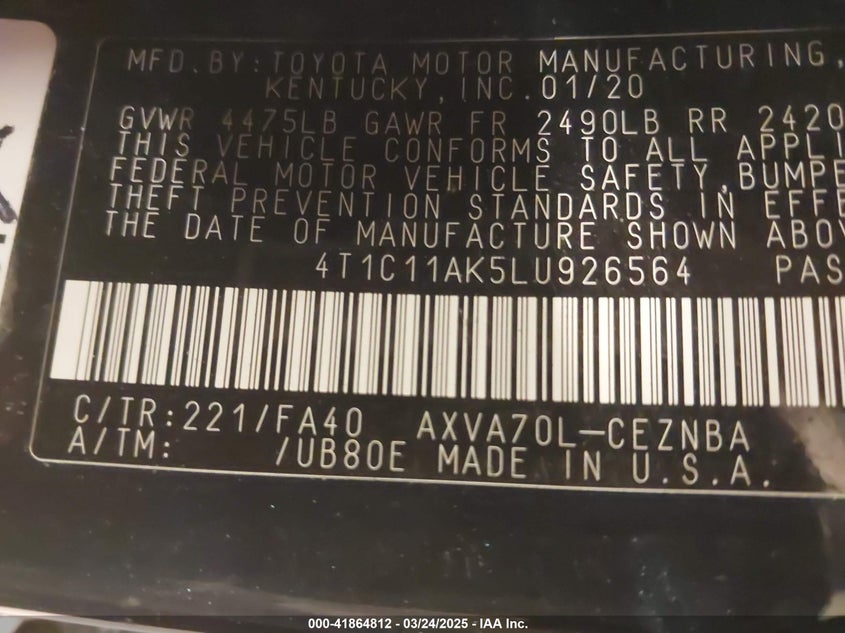 MFD.BY:TOYOTA MOTOR MANUFACTURING,
KENTUCKY,INC.01/20
GVWR 4475LB GAWR FR 2490LB RR 2420
THIS VEHICLE CONFORMS TO ALL APPLI
FEDERAL MOTOR VEHICLE SAFETY,BUMPE
THEFT PREVENTION STANDARDS IN EFFE
THE DATE OF MANUFACTURE SHOWN ABOV
4T1C11AK5LU926564 PAS
C/TR:221/FA40 AXVA70L-CEZNBA
A/TM: /UB80E MADE IN U.S.A.
000-41864812 - 03/24/2025 - IAA Inc.